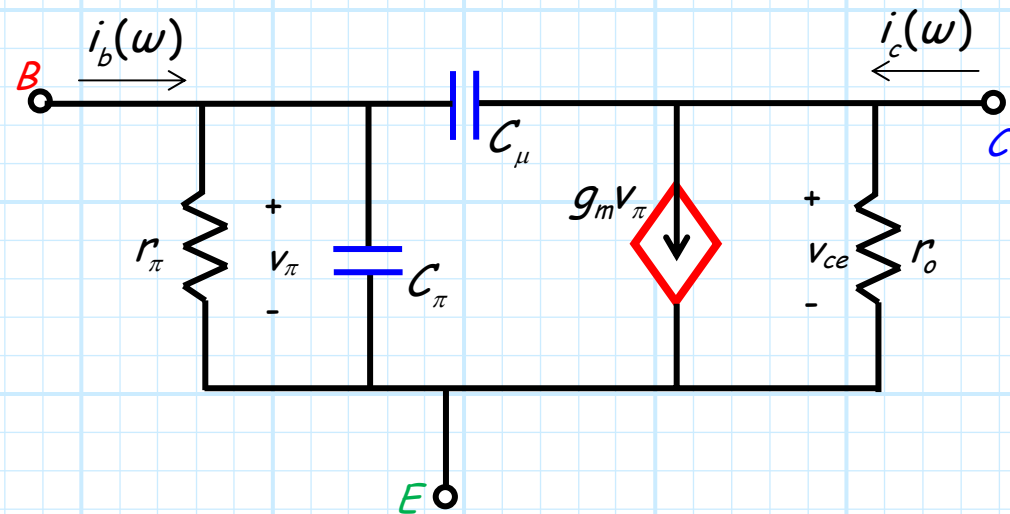 i_b(ω)
i_c(ω)
B
C_μ
C
g_m v_π
+
+
r_π
v_π
v_ce
r_o
C_π
-
-
E